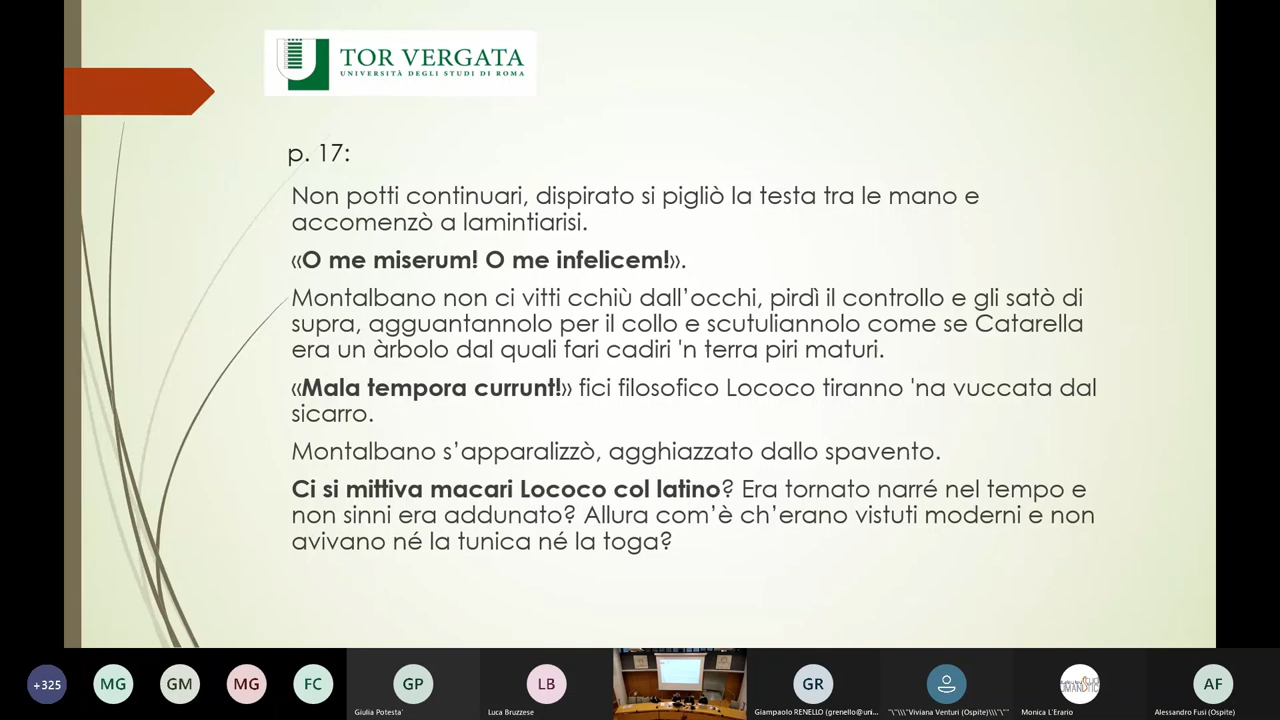 TOR VERGATA
UNIVERSITÀ DEGLI STUDI DI ROMA
p. 17:
Non potti continuari, dispirato si pigliò la testa tra le mano e
accomenzò a lamintiarisi.
«O me miserum! O me infelicem!».
Montalbano non ci vitti cchiù dall’occhi, pirdì il controllo e gli satò di
supra, agguantannolo per il collo e scutuliannolo come se Catarella
era un àrbolo dal quali fari cadiri 'n terra piri maturi.
«Mala tempora currunt!» fici filosofico Lococo tiranno 'na vuccata dal
sicarro.
Montalbano s’apparalizzò, agghiazzato dallo spavento.
Ci si mittiva macari Lococo col latino? Era tornato narré nel tempo e
non sinni era addunato? Allura com’è ch’erano vistuti moderni e non
avivano né la tunica né la toga?
+325
MG
GM
MG
FC
GP
Giulia Potesta'
LB
Luca Bruzzese
GR
Giampaolo RENELLO (grenello@uni...
"\"\\\"Viviana Venturi (Ospite)\\\"\""
Monica L'Erario
AF
Alessandro Fusi (Ospite)